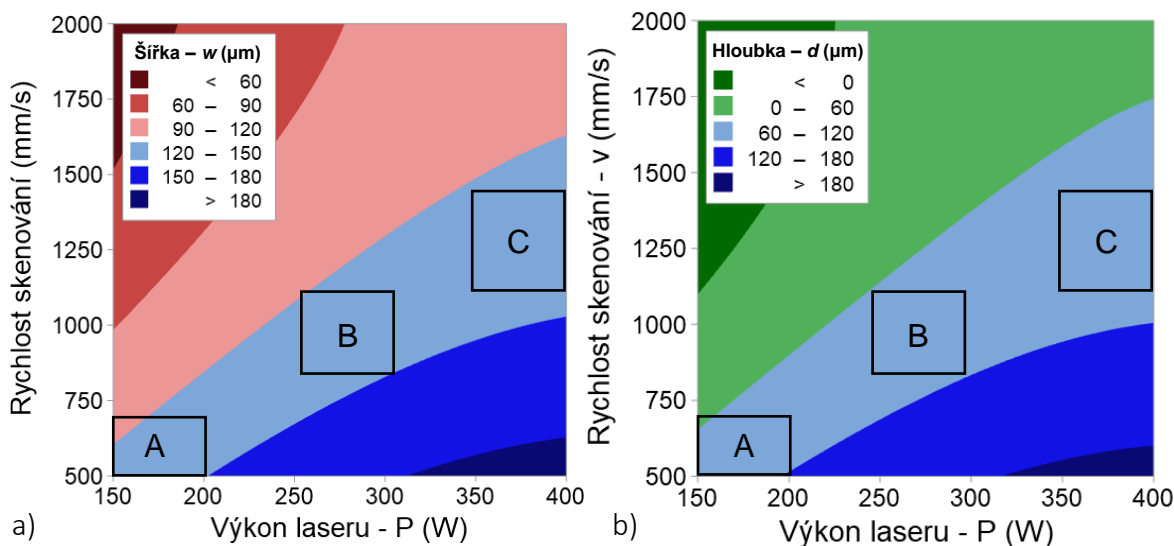 Rychlost skenování (mm/s)
2000
1750
1500
1250
1000
750
500
Šířka – w (µm)
< 60
60 – 90
90 – 120
120 – 150
150 – 180
> 180
A
B
C
150
200
250
300
350
400
Výkon laseru - P (W)
a)
Rychlost skenování - v (mm/s)
2000
1750
1500
1250
1000
750
500
Hloubka – d (µm)
< 0
0 – 60
60 – 120
120 – 180
> 180
A
B
C
150
200
250
300
350
400
Výkon laseru - P (W)
b)